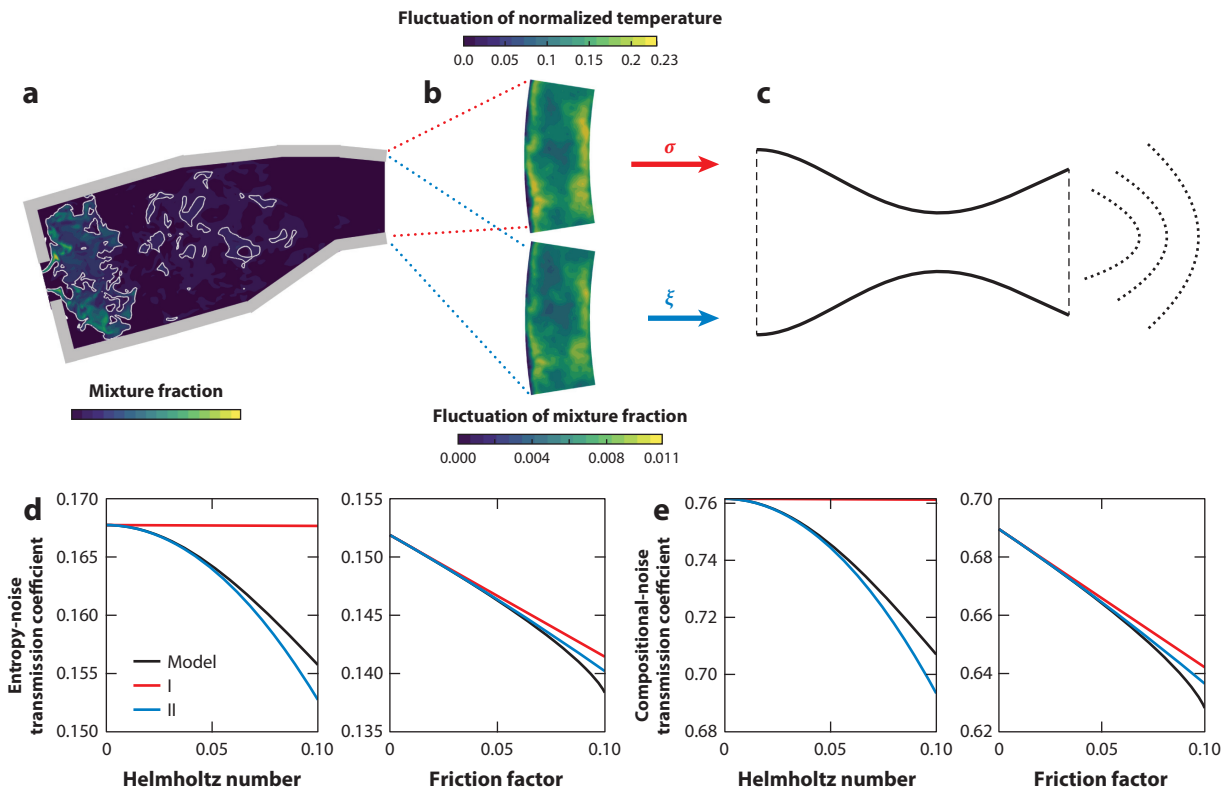 Fluctuation of normalized temperature
0.0 0.05 0.1 0.15 0.2 0.23
a
b
c
σ
ξ
Mixture fraction
Fluctuation of mixture fraction
0.000 0.004 0.008 0.011
d
Entropy-noise
transmission coefficient
0.170
0.165
0.160
0.155
0.150
Model
I
II
0 0.05 0.10
Helmholtz number
0.155
0.150
0.145
0.140
0.135
0 0.05 0.10
Friction factor
e
Compositional-noise
transmission coefficient
0.76
0.74
0.72
0.70
0.68
0 0.05 0.10
Helmholtz number
0.70
0.68
0.66
0.64
0.62
0 0.05 0.10
Friction factor